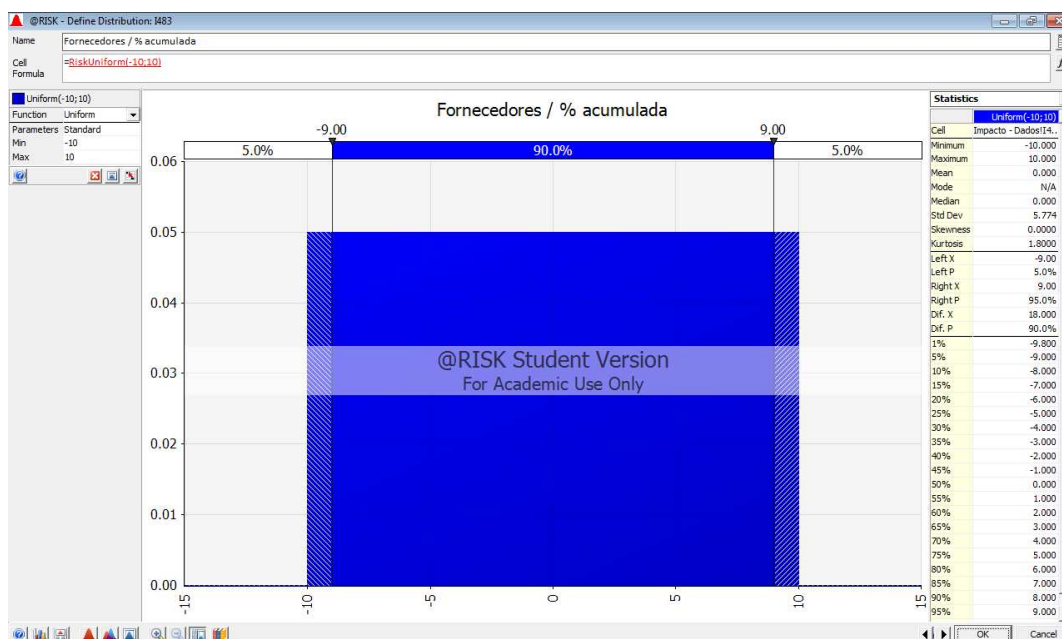 @RISK - Define Distribution: I483
Name Fornecedores / % acumulada
Cell Formula =RiskUniform(-10;10)
Uniform(-10;10)
Function Uniform
Parameters Standard
Min -10
Max 10
Fornecedores / % acumulada
-9.00 9.00
5.0% 90.0% 5.0%
0.06
0.05
0.04
0.03
0.02
0.01
0.00
-15 -10 -5 0 5 10 15
@RISK Student Version
For Academic Use Only
Statistics
Uniform(-10;10)
Cell Impacto - Dados!I4..
Minimum -10.000
Maximum 10.000
Mean 0.000
Mode N/A
Median 0.000
Std Dev 5.774
Skewness 0.0000
Kurtosis 1.8000
Left X -9.00
Left P 5.0%
Right X 9.00
Right P 95.0%
Dif. X 18.000
Dif. P 90.0%
1% -9.800
5% -9.000
10% -8.000
15% -7.000
20% -6.000
25% -5.000
30% -4.000
35% -3.000
40% -2.000
45% -1.000
50% 0.000
55% 1.000
60% 2.000
65% 3.000
70% 4.000
75% 5.000
80% 6.000
85% 7.000
90% 8.000
95% 9.000
OK Cancel